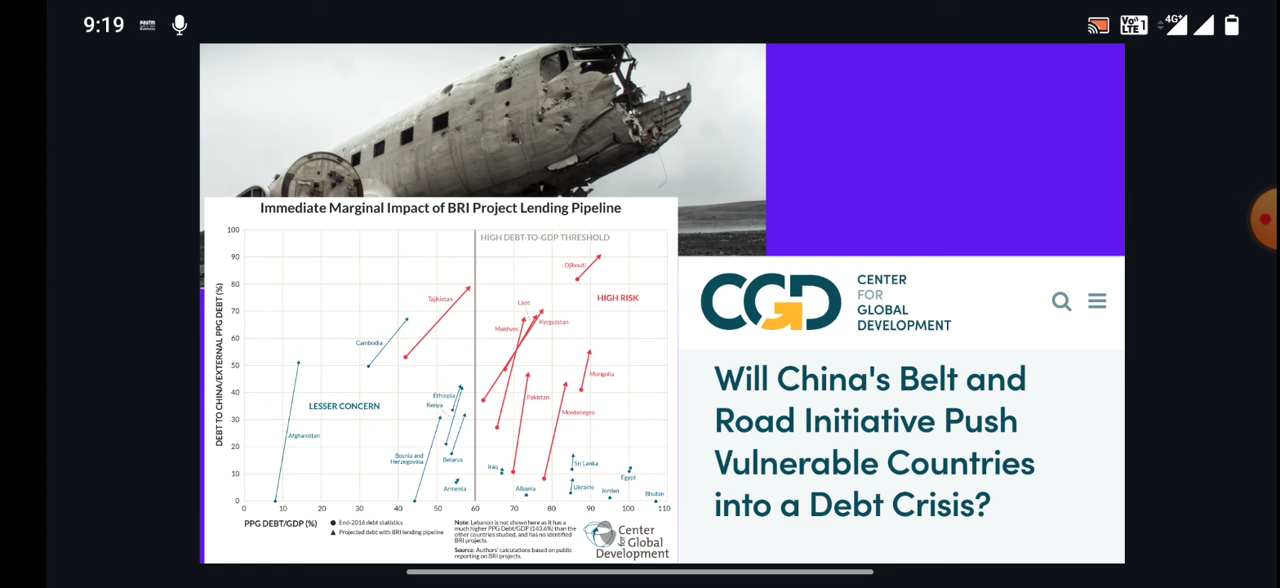 9:19
4G+
Vo) 1
LTE
Immediate Marginal Impact of BRI Project Lending Pipeline
100
90
80
70
60
50
40
30
20
10
0
DEBT TO CHINA/EXTERNAL PPG DEBT (%)
HIGH DEBT-TO-GDP THRESHOLD
Djibouti
HIGH RISK
Tajikistan
Laos
Maldives
Kyrgyzstan
Cambodia
Mongolia
Ethiopia
Kenya
Pakistan
LESSER CONCERN
Montenegro
Afghanistan
Bosnia and
Herzegovina
Belarus
Iraq
Sri Lanka
Egypt
Armenia
Albania
Ukraine
Jordan
Bhutan
0 10 20 30 40 50 60 70 80 90 100 110
PPG DEBT/GDP (%)
End-2016 debt statistics
Projected debt with BRI lending pipeline
Note: Lebanon is not shown here as it has a
much higher PPG Debt/GDP (143.6%) than the
other countries studied, and has no identified
BRI projects.
Source: Authors' calculations based on public
reporting on BRI projects.
Center
for Global
Development
CGD
CENTER
FOR
GLOBAL
DEVELOPMENT
Will China's Belt and
Road Initiative Push
Vulnerable Countries
into a Debt Crisis?